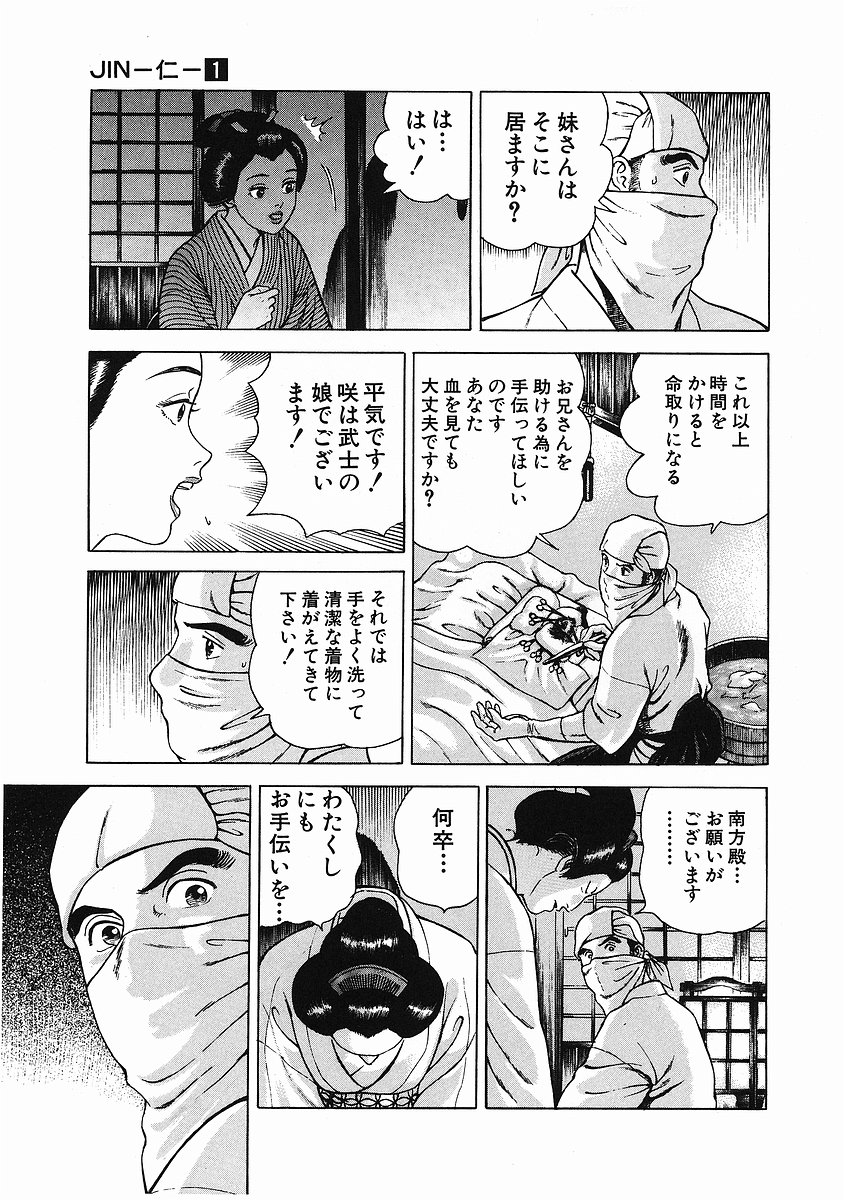 JIN－仁－1
妹さんは
そこに
居ますか？
は…
はい！
これ以上
時間を
かけると
命取りになる
お兄さんを
助ける為に
手伝ってほしい
のです
あなた
血を見ても
大丈夫ですか？
平気です！
咲は武士の
娘でござい
ます！
それでは
手をよく洗って
清潔な着物に
着がえてきて
下さい！
南方殿…
お願いが
ございます
………
何卒…
わたくし
にも
お手伝いを…